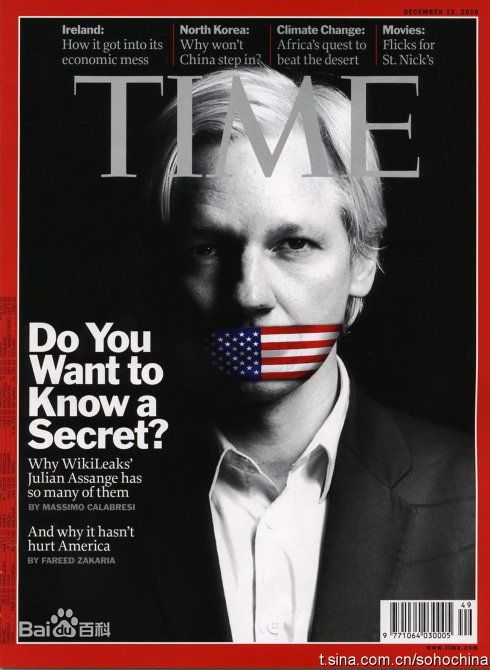 DECEMBER 13, 2010
Ireland:
How it got into its
economic mess
North Korea:
Why won't
China step in?
Climate Change:
Africa's quest to
beat the desert
Movies:
Flicks for
St. Nick's
TIME
Do You
Want to
Know a
Secret?
Why WikiLeaks'
Julian Assange has
so many of them
BY MASSIMO CALABRESI
And why it hasn't
hurt America
BY FAREED ZAKARIA
49
9 771064 030005
www.time.com
Bai du 百科
t.sina.com.cn/sohochina